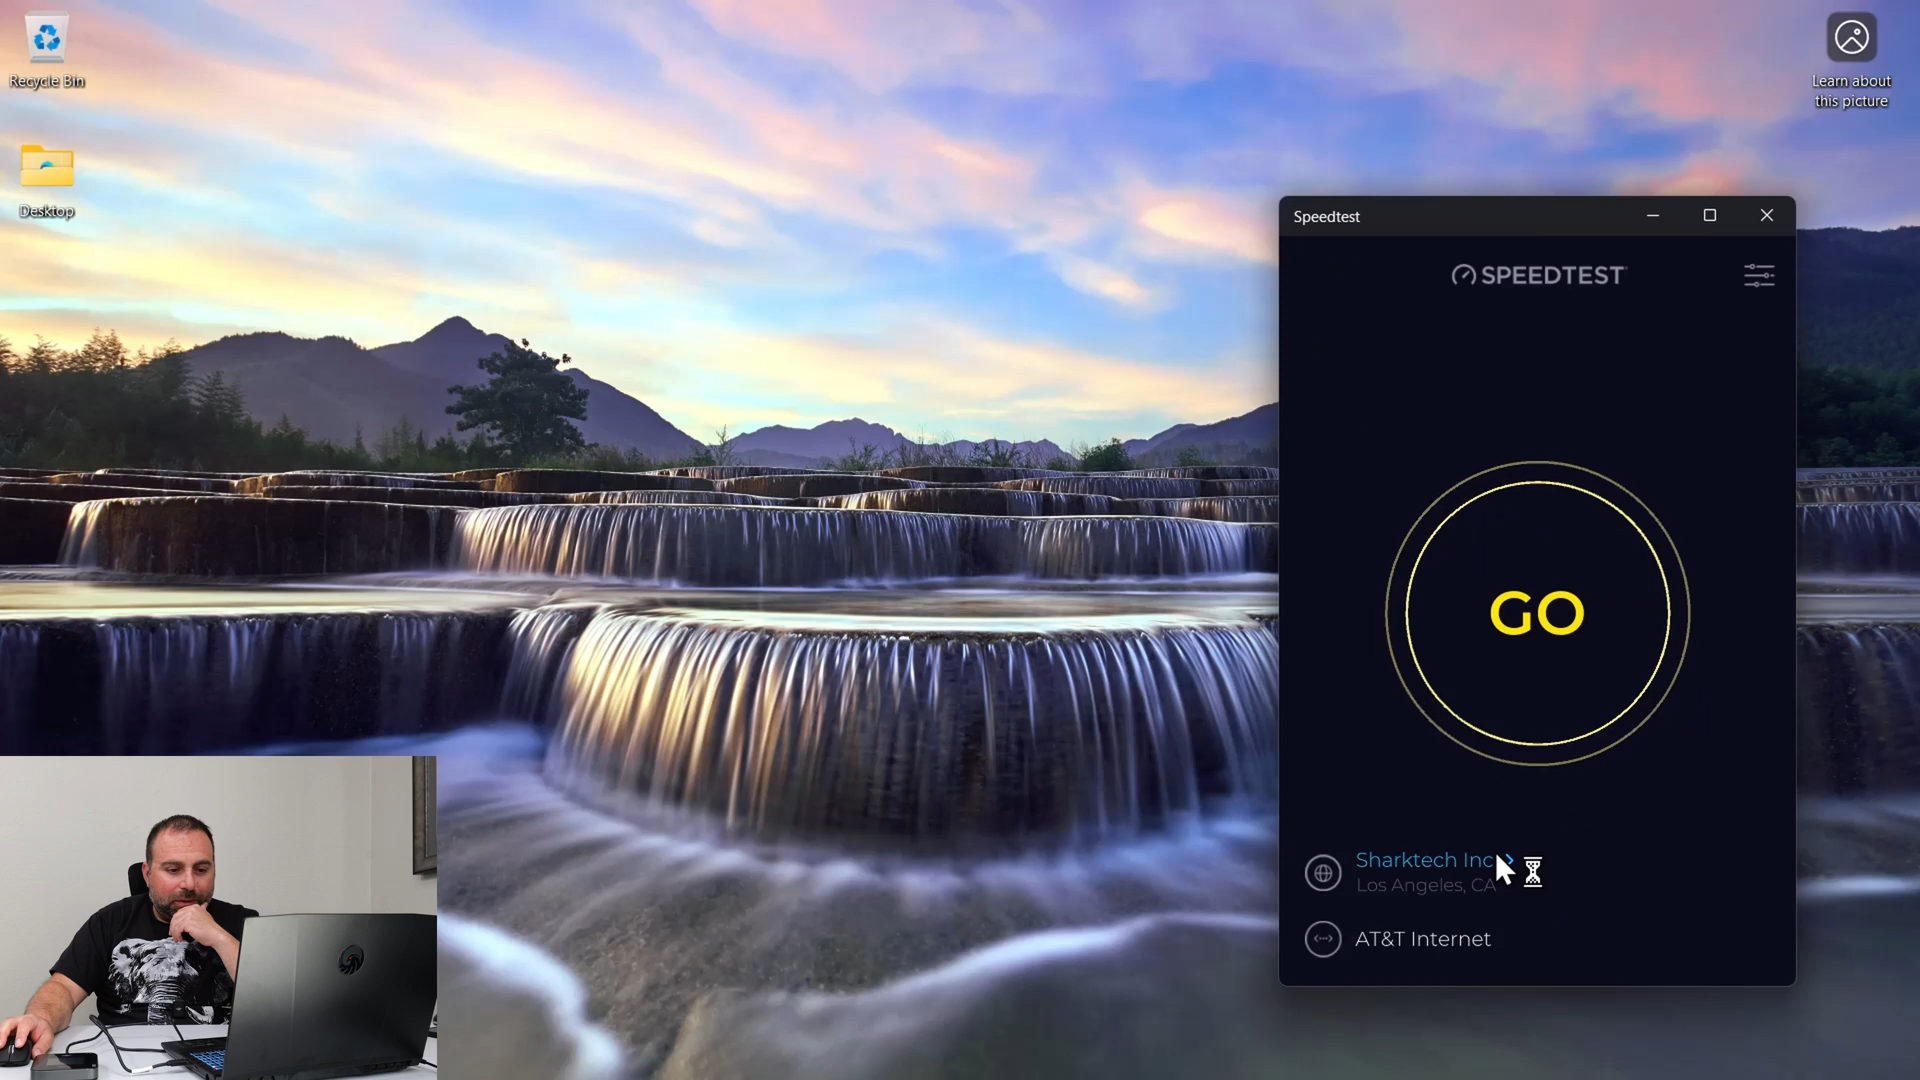 Recycle Bin
Desktop
Learn about
this picture
Speedtest
SPEEDTEST
GO
Sharktech Inc
Los Angeles, CA
AT&T Internet